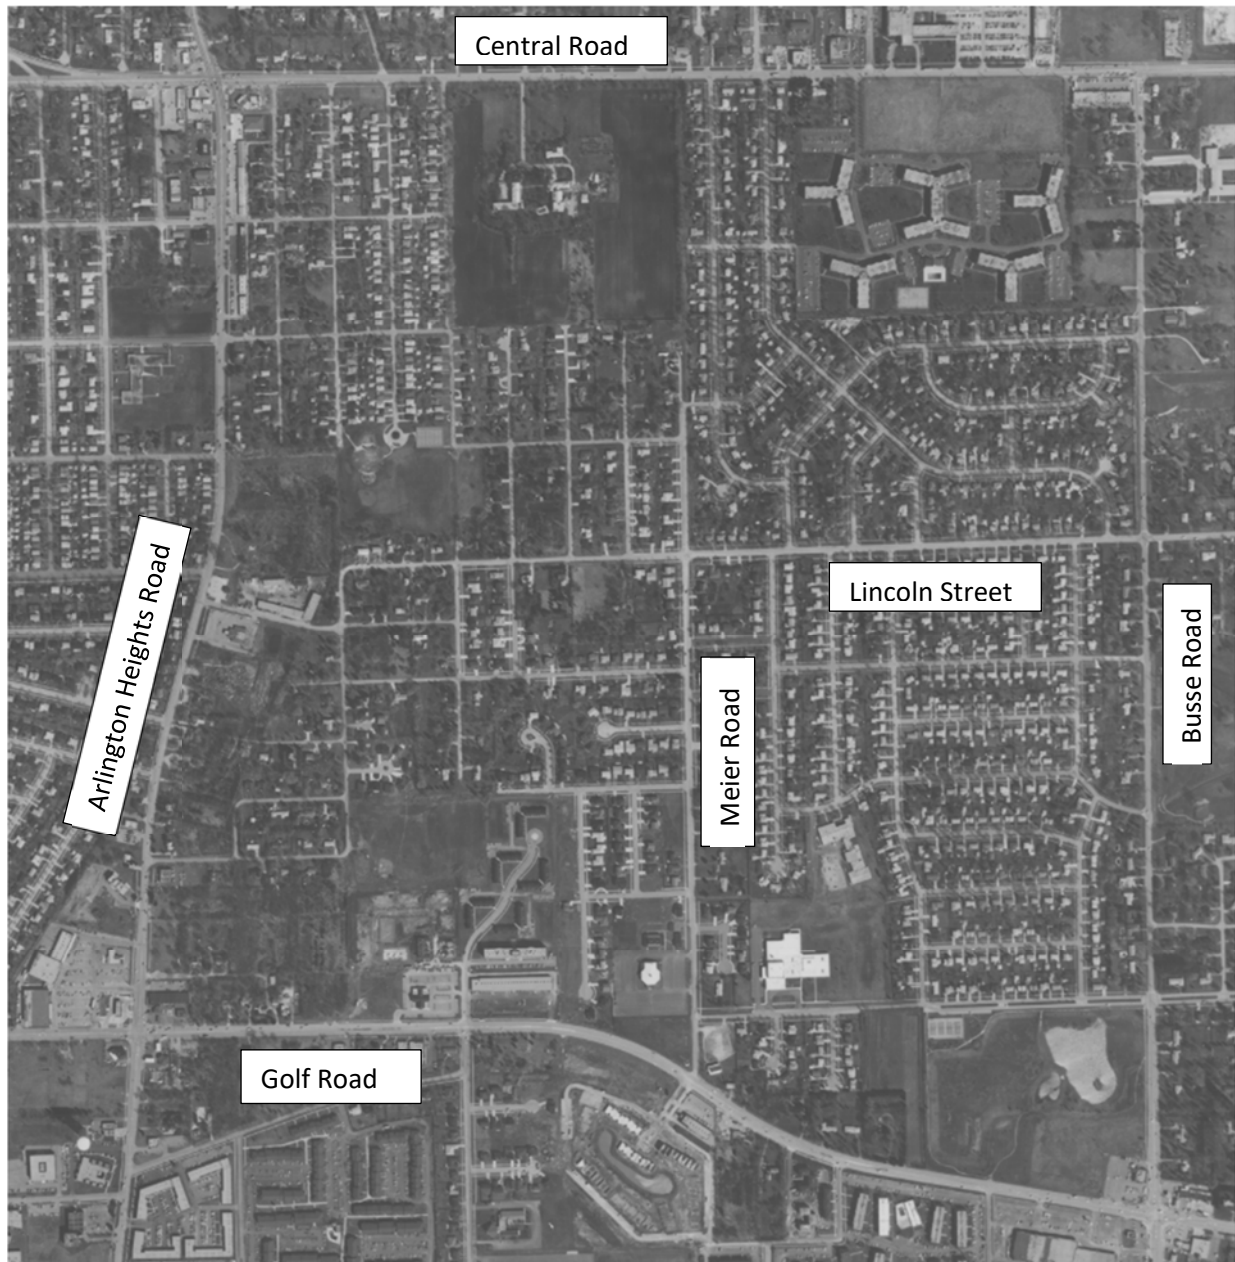 Central Road
Lincoln Street
Arlington Heights Road
Meier Road
Busse Road
Golf Road